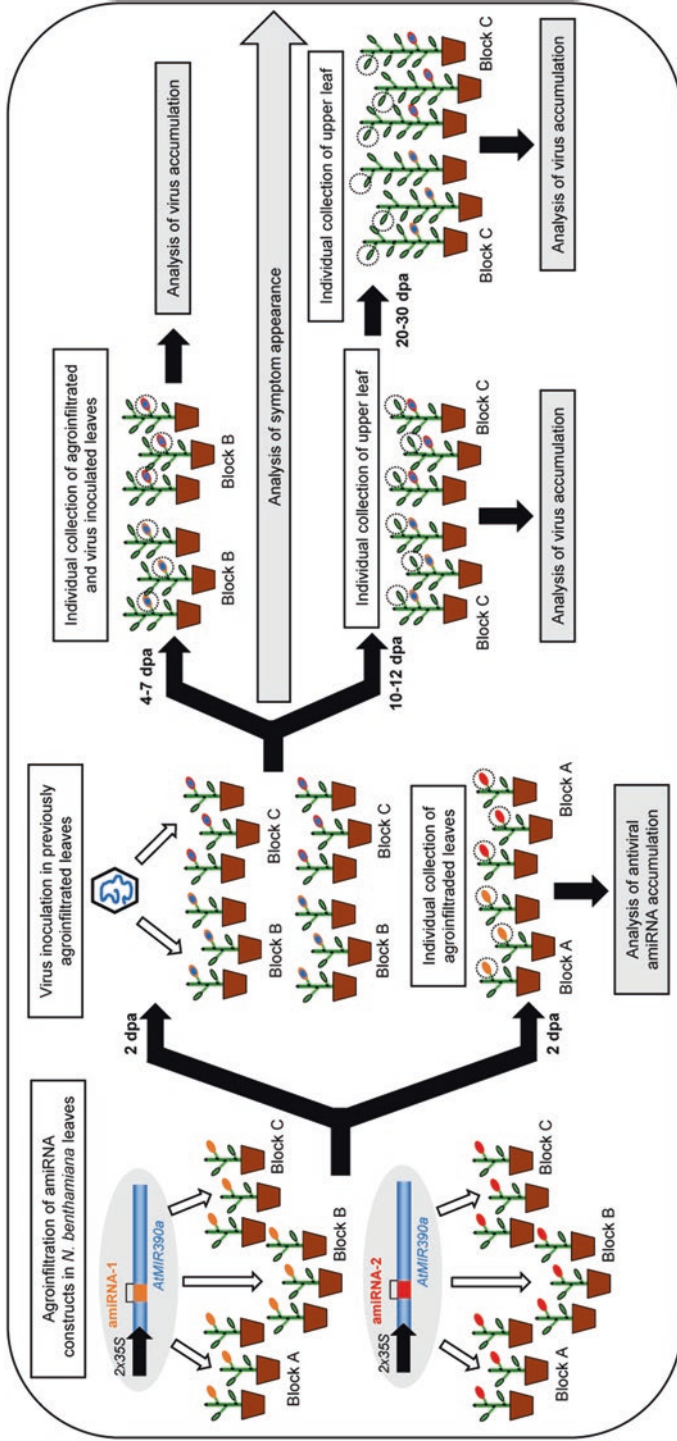 Agroinfiltration of amiRNA
constructs in N. benthamiana leaves
amiRNA-1
2x35S
AtMIR390a
Block A
Block B
Block C
amiRNA-2
2x35S
AtMIR390a
Block A
Block B
Block C
2 dpa
2 dpa
Virus inoculation in previously
agroinfiltrated leaves
Block B
Block C
Block B
Block C
Individual collection of
agroinfiltraded leaves
Block A
Block A
Analysis of antiviral
amiRNA accumulation
4-7 dpa
10-12 dpa
Individual collection of agroinfiltrated
and virus inoculated leaves
Block B
Block B
Analysis of virus accumulation
Analysis of symptom appearance
Individual collection of upper leaf
Block C
Block C
Analysis of virus accumulation
20-30 dpa
Individual collection of upper leaf
Block C
Block C
Analysis of virus accumulation